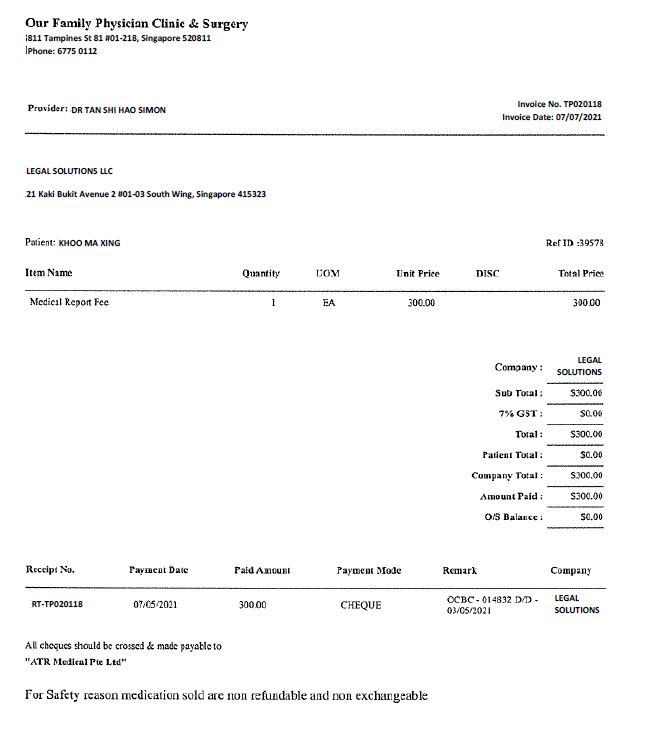 Our Family Physician Clinic & Surgery
811 Tampines St 81 #01-218, Singapore 520811
Phone: 6775 0112
Provider: DR TAN SHI HAO SIMON
Invoice No. TP020118
Invoice Date: 07/07/2021
LEGAL SOLUTIONS LLC
21 Kaki Bukit Avenue 2 #01-03 South Wing, Singapore 415323
Patient: KHOO MA XING Ref ID :39578
Item Name Quantity UOM Unit Price DISC Total Price
Medical Report Fee 1 EA 300.00 300.00
Company : LEGAL SOLUTIONS
Sub Total : $300.00
7% GST : $0.00
Total : $300.00
Patient Total : $0.00
Company Total : $300.00
Amount Paid : $300.00
O/S Balance : $0.00
Receipt No. Payment Date Paid Amount Payment Mode Remark Company
RT-TP020118 07/05/2021 300.00 CHEQUE OCBC - 014832 D/D - 03/05/2021 LEGAL SOLUTIONS
All cheques should be crossed & made payable to
"ATR Medical Pte Ltd"
For Safety reason medication sold are non refundable and non exchangeable